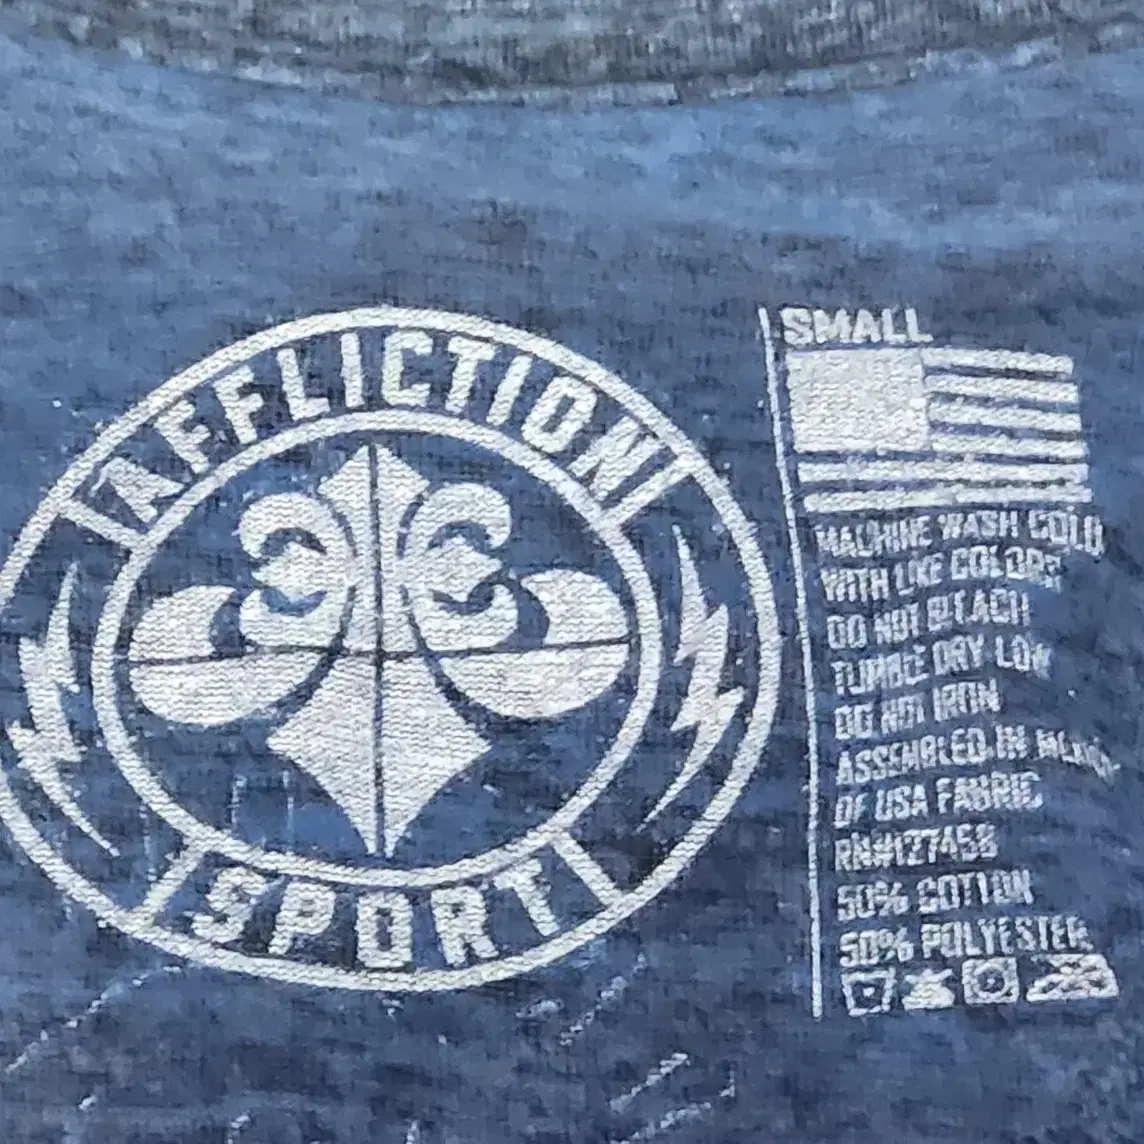 AFFLICTION
SPORT
SMALL
MACHINE WASH COLD
WITH LIKE COLORS
DO NOT BLEACH
TUMBLE DRY LOW
DO NOT IRON
ASSEMBLED IN MEXICO
OF USA FABRIC
RN#127458
50% COTTON
50% POLYESTER